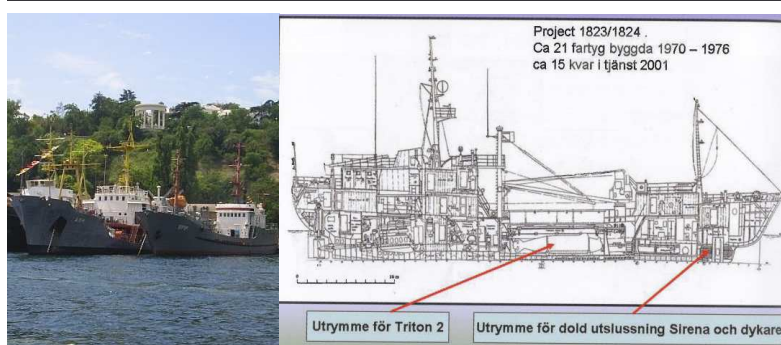 Project 1823/1824 .
Ca 21 fartyg byggda 1970 – 1976
ca 15 kvar i tjänst 2001
Utrymme för Triton 2
Utrymme för dold utslussning Sirena och dykare